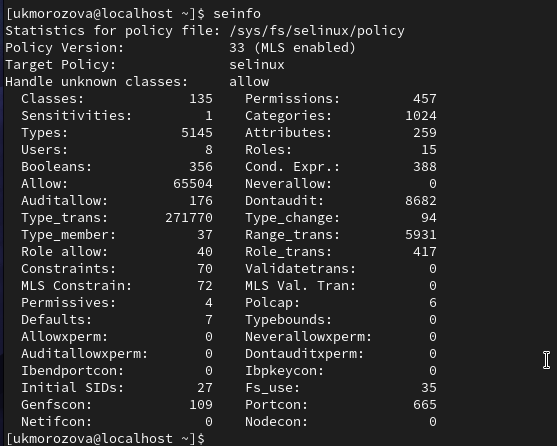 [ukmorozova@localhost ~]$ seinfo
Statistics for policy file: /sys/fs/selinux/policy
Policy Version:             33 (MLS enabled)
Target Policy:              selinux
Handle unknown classes:     allow
  Classes:             135    Permissions:         457
  Sensitivities:         1    Categories:         1024
  Types:              5145    Attributes:          259
  Users:                 8    Roles:                15
  Booleans:            356    Cond. Expr.:         388
  Allow:             65504    Neverallow:            0
  Auditallow:          176    Dontaudit:          8682
  Type_trans:       271770    Type_change:          94
  Type_member:          37    Range_trans:        5931
  Role allow:           40    Role_trans:          417
  Constraints:          70    Validatetrans:         0
  MLS Constrain:        72    MLS Val. Tran:         0
  Permissives:           4    Polcap:                6
  Defaults:              7    Typebounds:            0
  Allowxperm:            0    Neverallowxperm:       0
  Auditallowxperm:       0    Dontauditxperm:        0
  Ibendportcon:          0    Ibpkeycon:             0
  Initial SIDs:         27    Fs_use:               35
  Genfscon:            109    Portcon:             665
  Netifcon:              0    Nodecon:               0
[ukmorozova@localhost ~]$